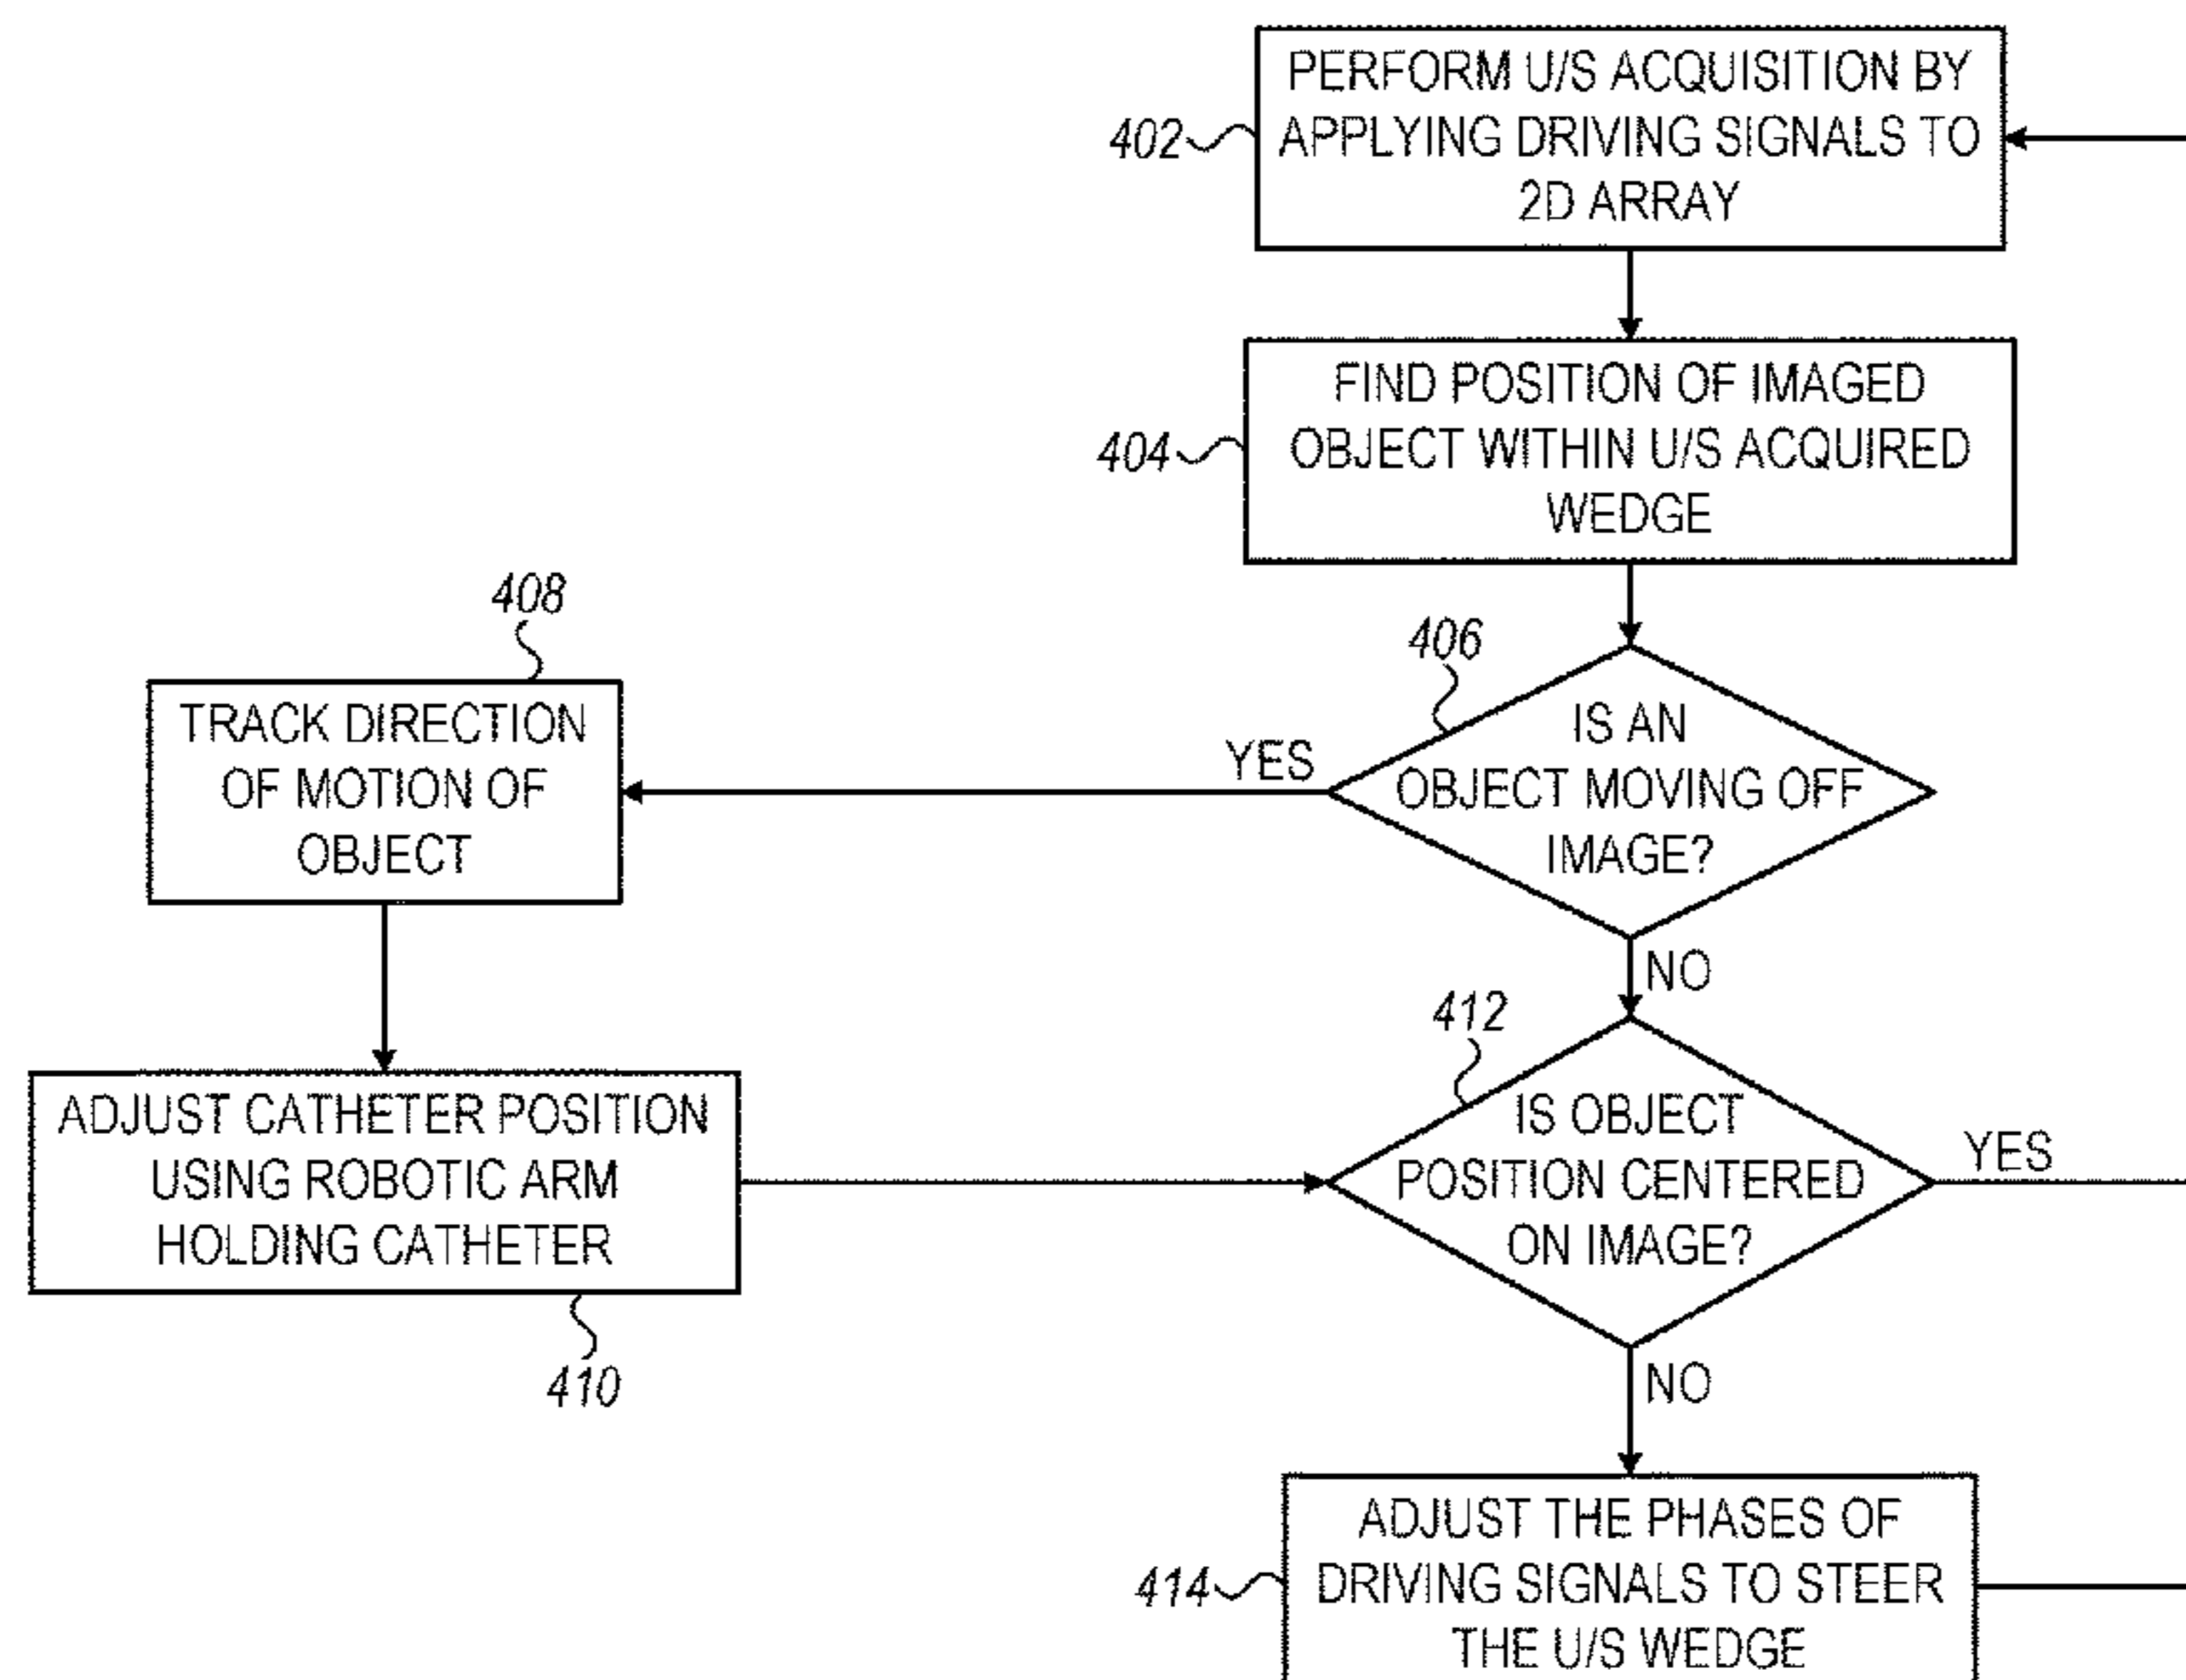 PERFORM U/S ACQUISITION BY
APPLYING DRIVING SIGNALS TO
2D ARRAY
402
FIND POSITION OF IMAGED
OBJECT WITHIN U/S ACQUIRED
WEDGE
404
406
IS AN
OBJECT MOVING OFF
IMAGE?
YES
NO
408
TRACK DIRECTION
OF MOTION OF
OBJECT
ADJUST CATHETER POSITION
USING ROBOTIC ARM
HOLDING CATHETER
410
412
IS OBJECT
POSITION CENTERED
ON IMAGE?
YES
NO
ADJUST THE PHASES OF
DRIVING SIGNALS TO STEER
THE U/S WEDGE
414